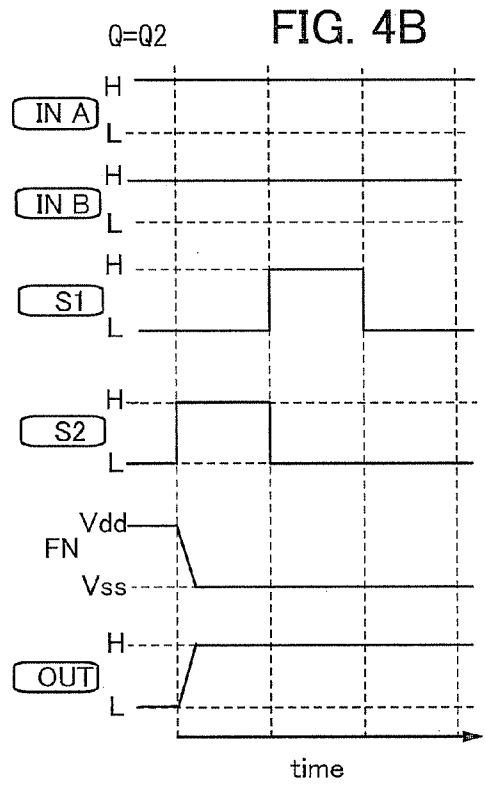 Q=Q2
FIG. 4B
H
IN A
L
H
IN B
L
H
S1
L
H
S2
L
Vdd
FN
Vss
H
OUT
L
time